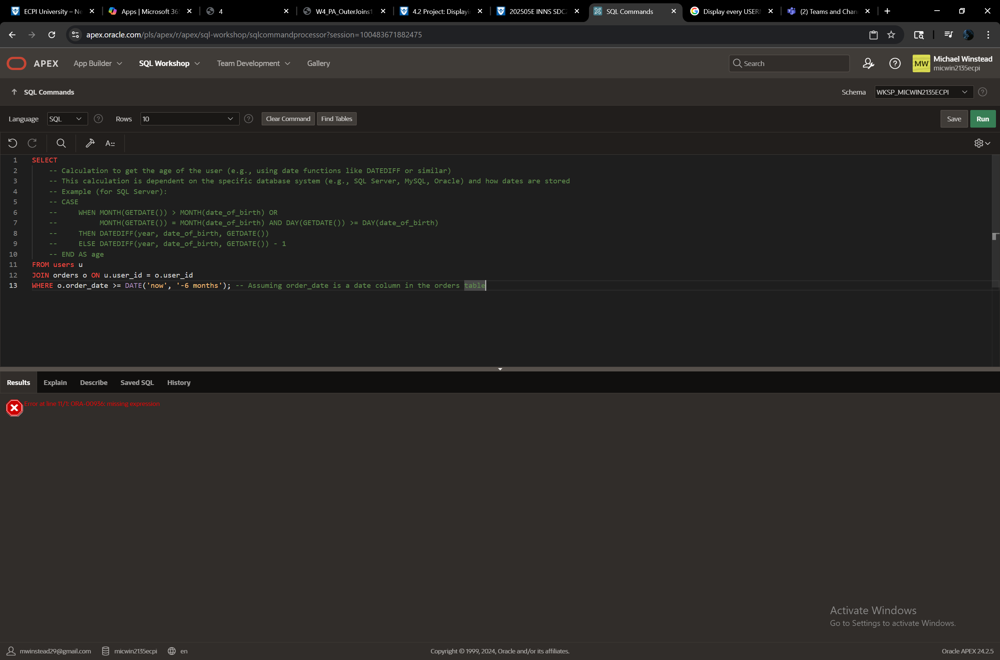 ECPI University – Ne
Apps | Microsoft 36
4
W4_PA_OuterJoins1
4.2 Project: Displayi
202505E INNS SDC2
SQL Commands
Display every USERN
(2) Teams and Chan
apex.oracle.com/pls/apex/r/apex/sql-workshop/sqlcommandprocessor?session=100483671882475
APEX
App Builder
SQL Workshop
Team Development
Gallery
Search
MW
Michael Winstead
micwin2135ecpi
SQL Commands
Schema
WKSP_MICWIN2135ECPI
Language
SQL
Rows
10
Clear Command
Find Tables
Save
Run
A
1 SELECT
2 -- Calculation to get the age of the user (e.g., using date functions like DATEDIFF or similar)
3 -- This calculation is dependent on the specific database system (e.g., SQL Server, MySQL, Oracle) and how dates are stored
4 -- Example (for SQL Server):
5 -- CASE
6 -- WHEN MONTH(GETDATE()) > MONTH(date_of_birth) OR
7 -- MONTH(GETDATE()) = MONTH(date_of_birth) AND DAY(GETDATE()) >= DAY(date_of_birth)
8 -- THEN DATEDIFF(year, date_of_birth, GETDATE())
9 -- ELSE DATEDIFF(year, date_of_birth, GETDATE()) - 1
10 -- END AS age
11 FROM users u
12 JOIN orders o ON u.user_id = o.user_id
13 WHERE o.order_date >= DATE('now', '-6 months'); -- Assuming order_date is a date column in the orders table
Results
Explain
Describe
Saved SQL
History
Error at line 11/1: ORA-00936: missing expression
Activate Windows
Go to Settings to activate Windows.
mwinstead29@gmail.com
micwin2135ecpi
en
Copyright © 1999, 2024, Oracle and/or its affiliates.
Oracle APEX 24.2.5